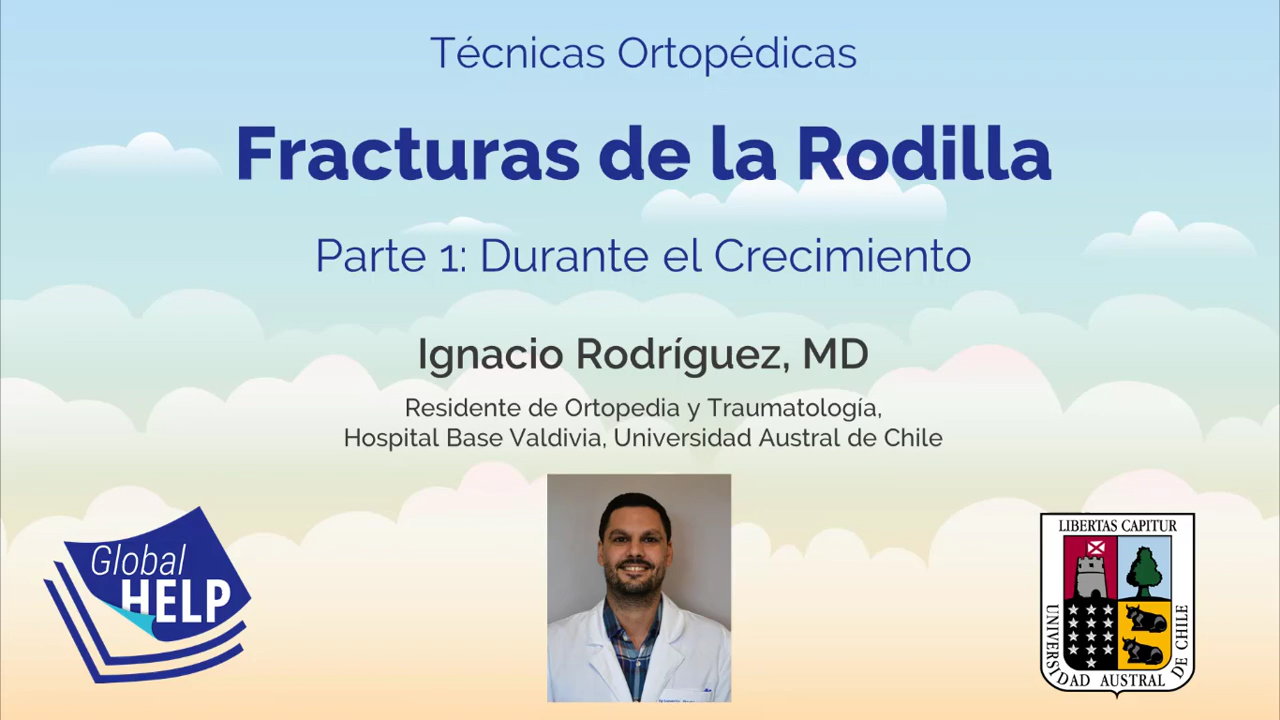 Técnicas Ortopédicas
Fracturas de la Rodilla
Parte 1: Durante el Crecimiento
Ignacio Rodríguez, MD
Residente de Ortopedia y Traumatología,
Hospital Base Valdivia, Universidad Austral de Chile
Global
HELP
LIBERTAS CAPITUR
UNIVERSIDAD AUSTRAL DE CHILE